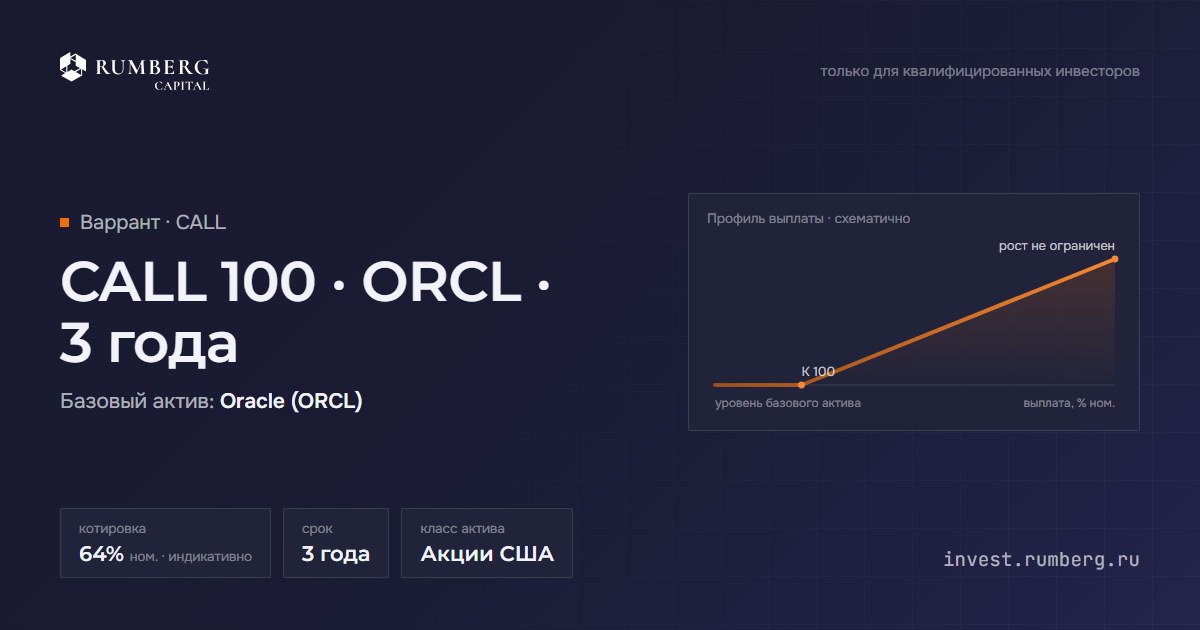 RUMBERG
CAPITAL
только для квалифицированных инвесторов
Варрант · CALL
CALL 100 · ORCL ·
3 года
Базовый актив: Oracle (ORCL)
Профиль выплаты · схематично
рост не ограничен
К 100
уровень базового актива
выплата, % ном.
котировка
64% ном. · индикативно
срок
3 года
класс актива
Акции США
invest.rumberg.ru